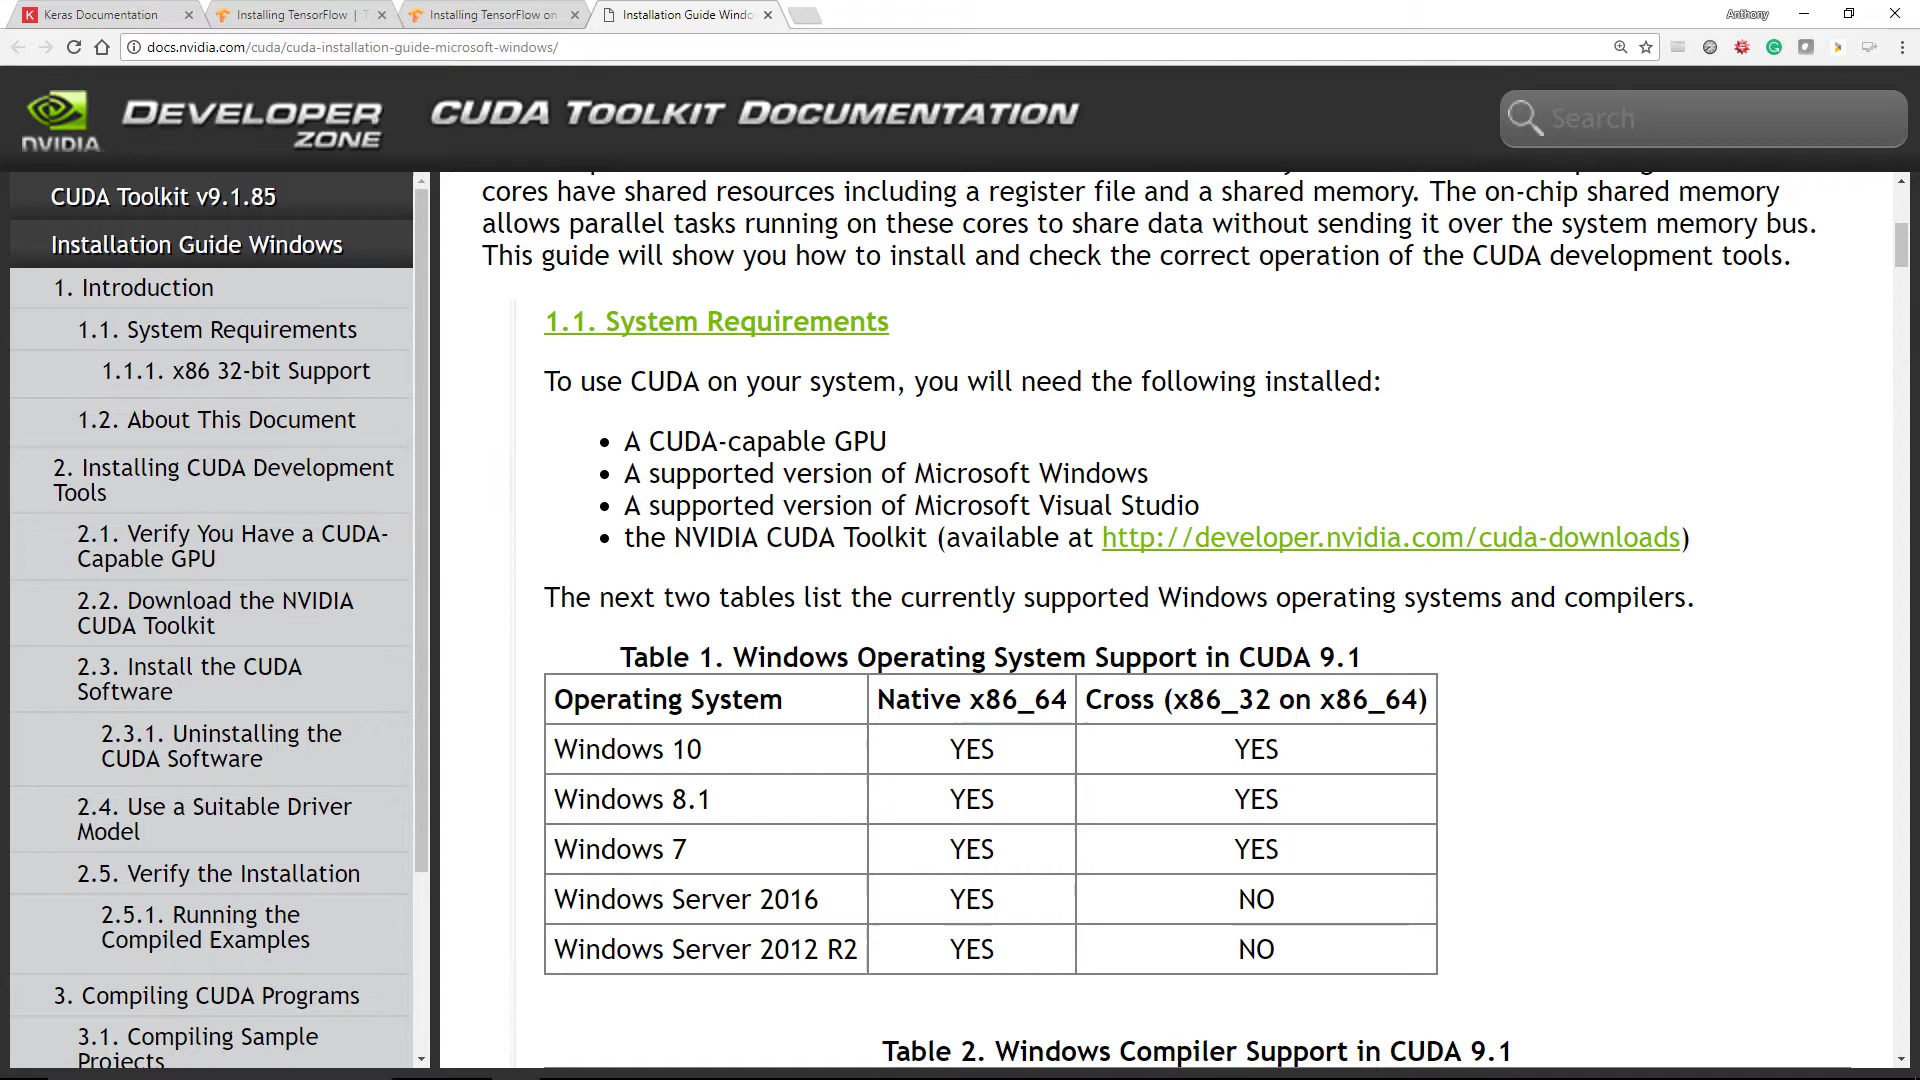 Keras Documentation
Installing TensorFlow | T
Installing TensorFlow on
Installation Guide Windo
Anthony
docs.nvidia.com/cuda/cuda-installation-guide-microsoft-windows/
NVIDIA
DEVELOPER
ZONE
CUDA TOOLKIT DOCUMENTATION
Search
CUDA Toolkit v9.1.85
Installation Guide Windows
1. Introduction
1.1. System Requirements
1.1.1. x86 32-bit Support
1.2. About This Document
2. Installing CUDA Development
Tools
2.1. Verify You Have a CUDA-
Capable GPU
2.2. Download the NVIDIA
CUDA Toolkit
2.3. Install the CUDA
Software
2.3.1. Uninstalling the
CUDA Software
2.4. Use a Suitable Driver
Model
2.5. Verify the Installation
2.5.1. Running the
Compiled Examples
3. Compiling CUDA Programs
3.1. Compiling Sample
Projects
cores have shared resources including a register file and a shared memory. The on-chip shared memory
allows parallel tasks running on these cores to share data without sending it over the system memory bus.
This guide will show you how to install and check the correct operation of the CUDA development tools.
1.1. System Requirements
To use CUDA on your system, you will need the following installed:
• A CUDA-capable GPU
• A supported version of Microsoft Windows
• A supported version of Microsoft Visual Studio
• the NVIDIA CUDA Toolkit (available at http://developer.nvidia.com/cuda-downloads)
The next two tables list the currently supported Windows operating systems and compilers.
Table 1. Windows Operating System Support in CUDA 9.1
Operating System Native x86_64 Cross (x86_32 on x86_64)
Windows 10 YES YES
Windows 8.1 YES YES
Windows 7 YES YES
Windows Server 2016 YES NO
Windows Server 2012 R2 YES NO
Table 2. Windows Compiler Support in CUDA 9.1